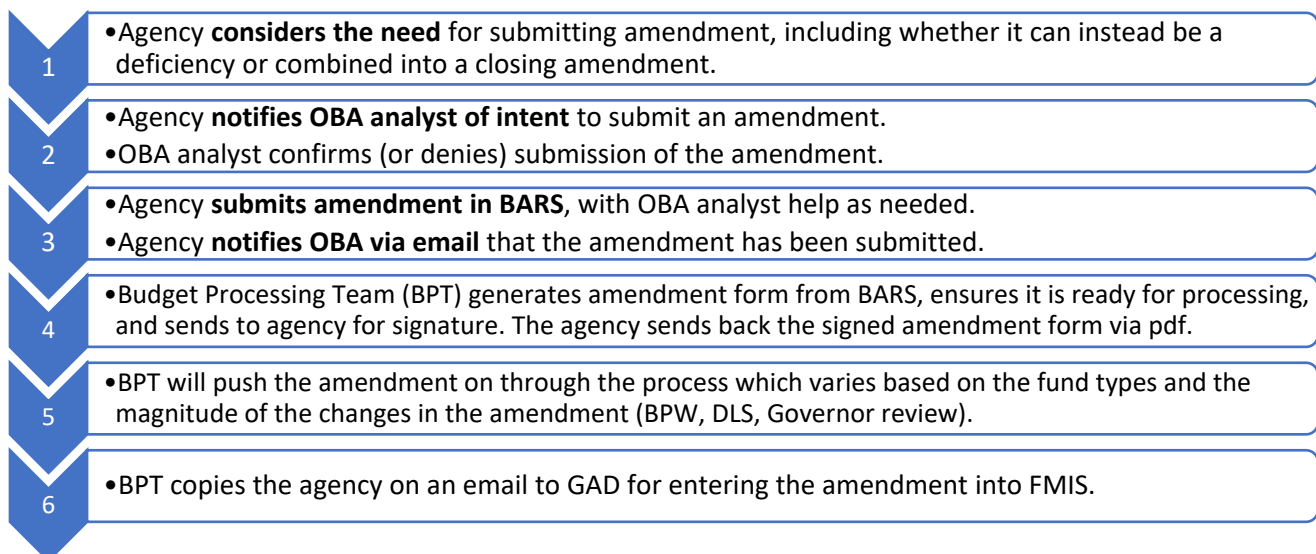 1
•Agency considers the need for submitting amendment, including whether it can instead be a
deficiency or combined into a closing amendment.
2
•Agency notifies OBA analyst of intent to submit an amendment.
•OBA analyst confirms (or denies) submission of the amendment.
3
•Agency submits amendment in BARS, with OBA analyst help as needed.
•Agency notifies OBA via email that the amendment has been submitted.
4
•Budget Processing Team (BPT) generates amendment form from BARS, ensures it is ready for processing,
and sends to agency for signature. The agency sends back the signed amendment form via pdf.
5
•BPT will push the amendment on through the process which varies based on the fund types and the
magnitude of the changes in the amendment (BPW, DLS, Governor review).
6
•BPT copies the agency on an email to GAD for entering the amendment into FMIS.